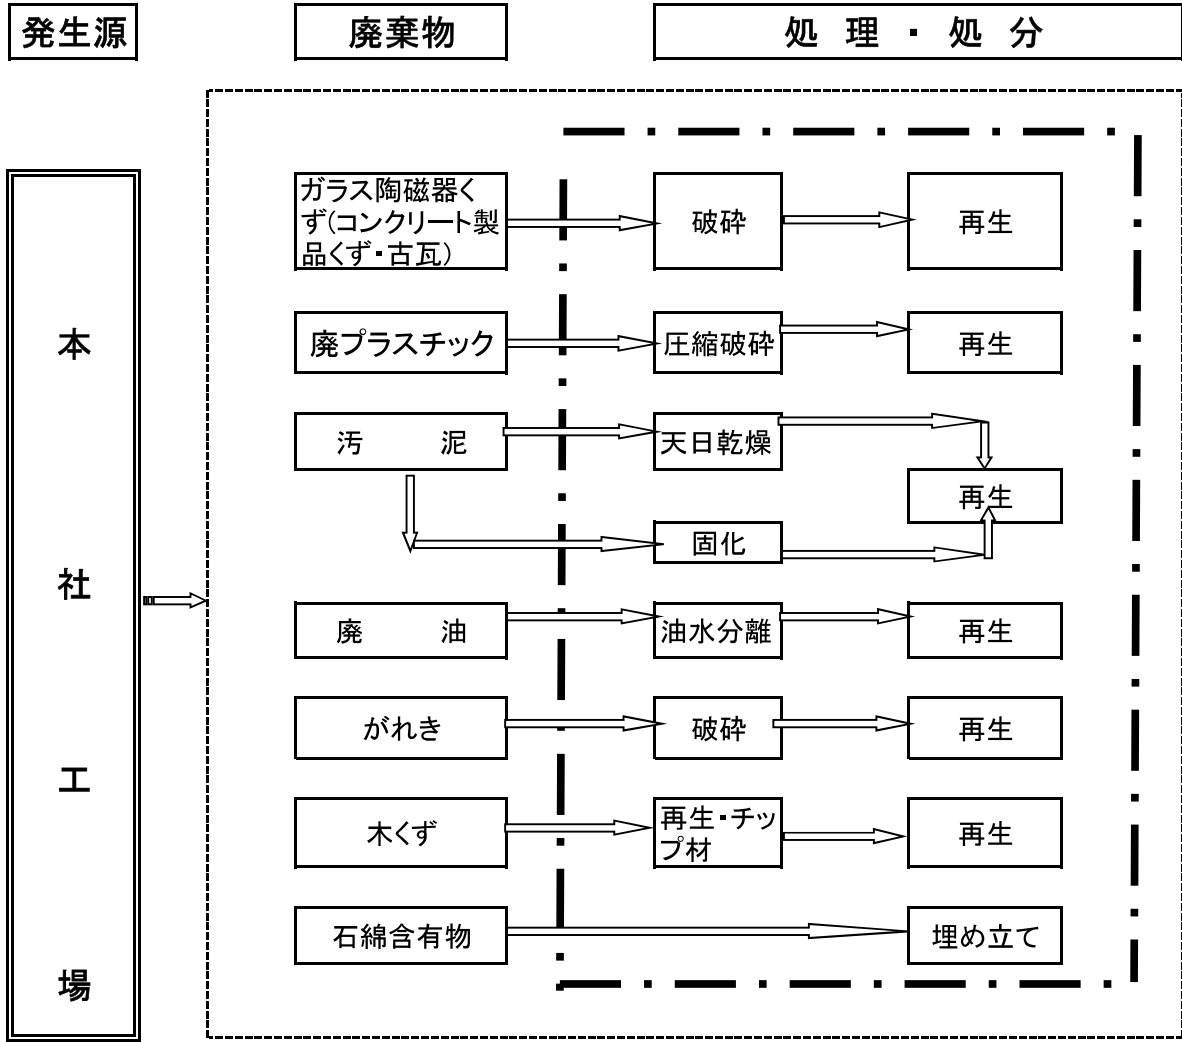 発生源
廃棄物
処 理 ・ 処 分
本
社
工
場
ガラス陶磁器く
ず(コンクリート製
品くず・古瓦)
破砕
再生
廃プラスチック
圧縮破砕
再生
汚 泥
天日乾燥
再生
固化
廃 油
油水分離
再生
がれき
破砕
再生
木くず
再生・チッ
プ材
再生
石綿含有物
埋め立て